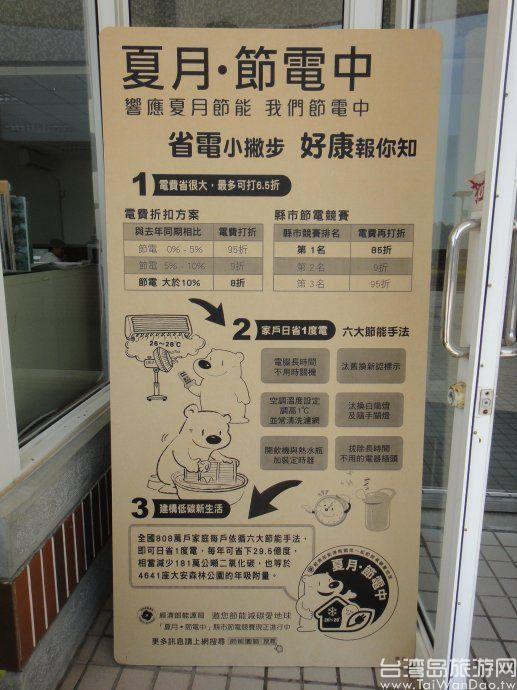 夏月·節電中
響應夏月節能 我們節電中
省電小撇步 好康報你知
1 電費省很大，最多可打6.5折
電費折扣方案
與去年同期相比 電費打折
節電 0% - 5% 95折
節電 5% - 10% 9折
節電 大於10% 8折
縣市節電競賽
縣市競賽排名 電費再打折
第 1 名 85折
第 2 名 9折
第 3 名 95折
26~28℃
2 家戶日省1度電 六大節能手法
電腦長時間
不用時關機
汰舊換新認標示
空調溫度設定
調高1℃
並常清洗濾網
汰換白熾燈
及隨手關燈
開飲機與熱水瓶
加裝定時器
拔除長時間
不用的電器插頭
3 建構低碳新生活
全國808萬戶家庭每戶依循六大節能手法，
即可日省1度電，每年可省下29.5億度，
相當減少181萬公噸二氧化碳，也等於
4641座大安森林公園的年吸附量。
夏月·節電中
26~28°
經濟部能源局 邀您節能減碳愛地球
「夏月·節電中」縣市節電競賽現正進行中
更多訊息請上網搜尋 節能園區 搜尋
台湾岛旅游网
www.TaiWanDao.tw